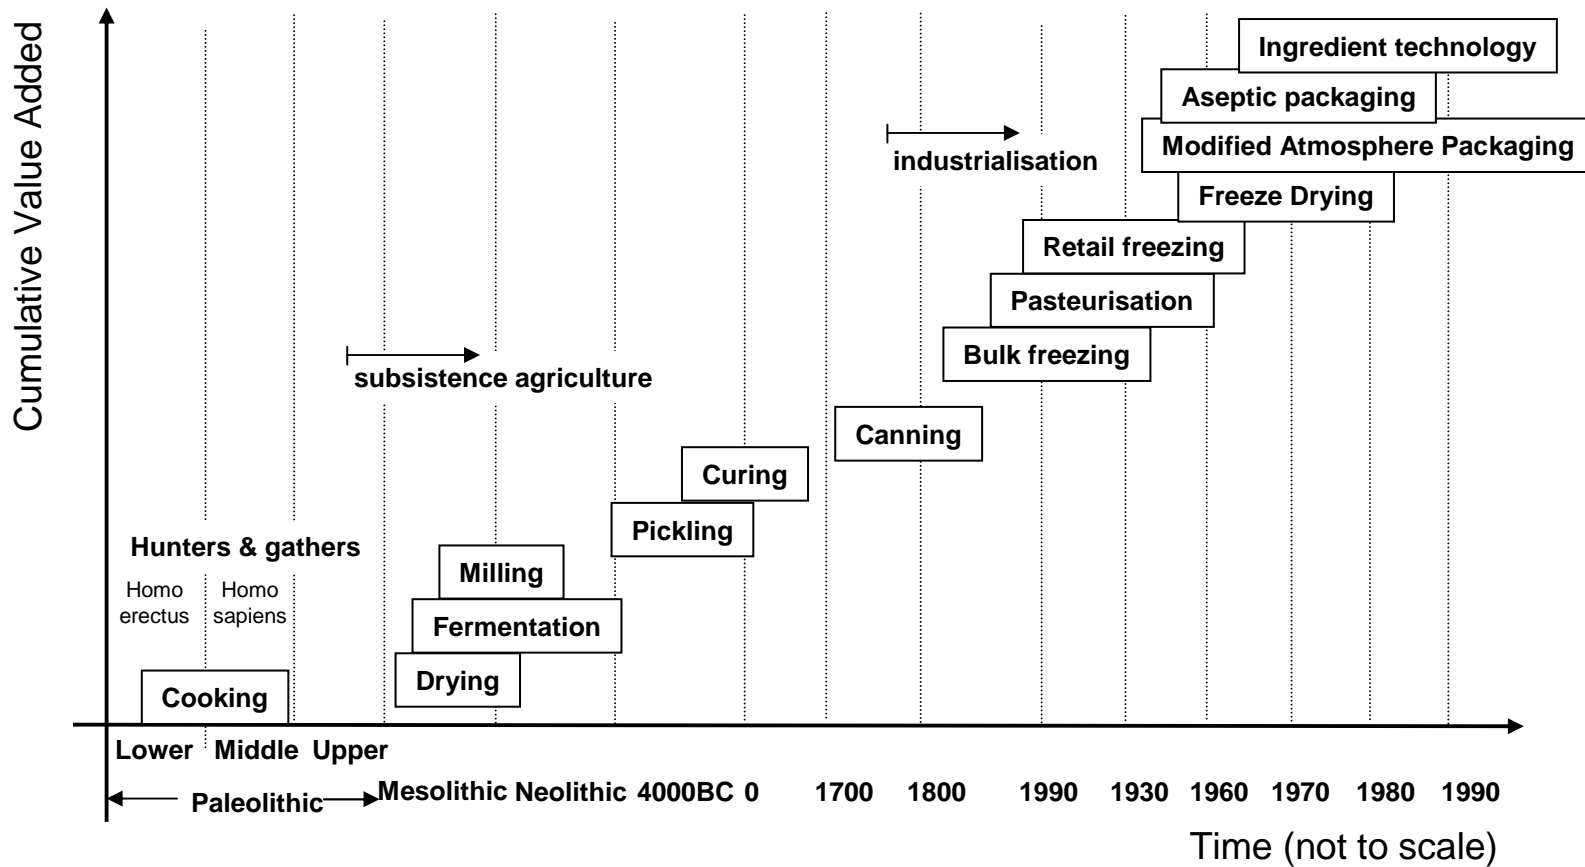 Cumulative Value Added
Ingredient technology
Aseptic packaging
Modified Atmosphere Packaging
industrialisation
Freeze Drying
Retail freezing
Pasteurisation
Bulk freezing
subsistence agriculture
Canning
Curing
Pickling
Hunters & gathers
Milling
Homo
erectus
Homo
sapiens
Fermentation
Drying
Cooking
Lower Middle Upper
Paleolithic
Mesolithic Neolithic 4000BC 0 1700 1800 1990 1930 1960 1970 1980 1990
Time (not to scale)